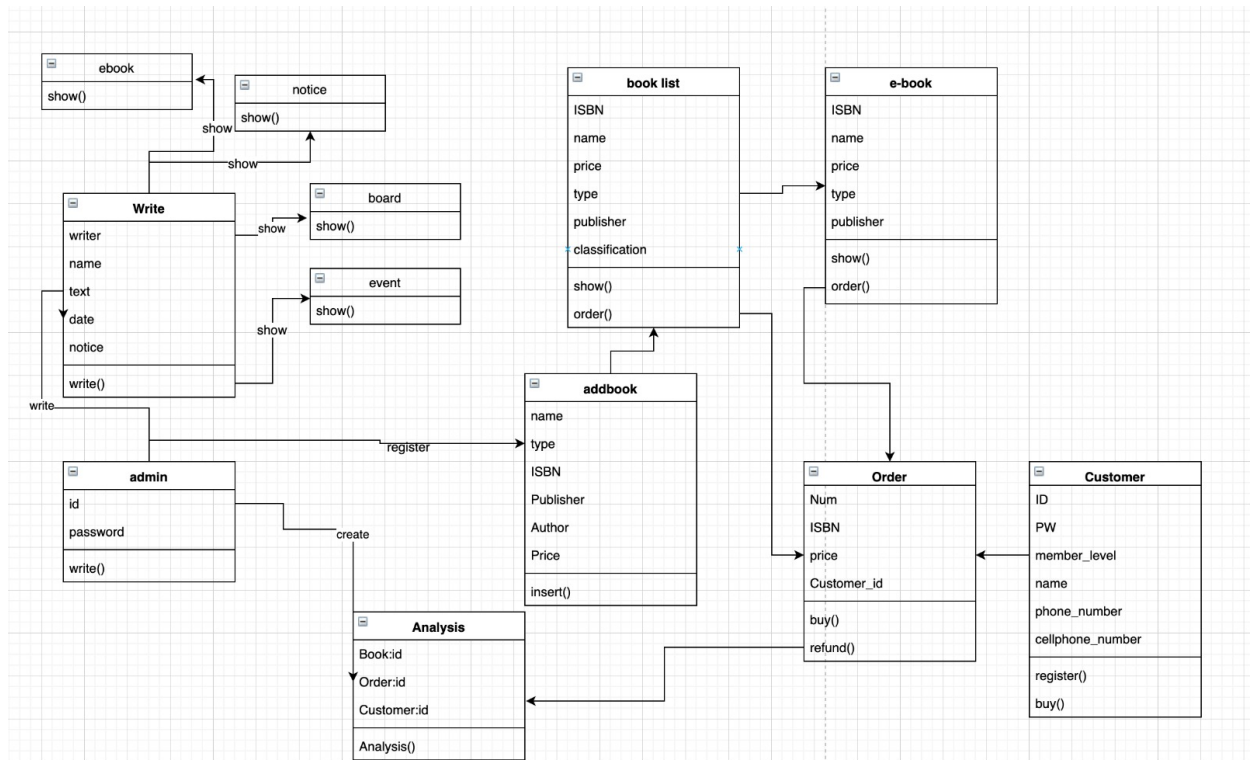 ebook
show()
notice
show()
show
show
Write
writer
name
text
date
notice
write()
board
show()
show
event
show()
show
book list
ISBN
name
price
type
publisher
classification
show()
order()
e-book
ISBN
name
price
type
publisher
show()
order()
write
register
admin
id
password
write()
create
addbook
name
type
ISBN
Publisher
Author
Price
insert()
Analysis
Book:id
Order:id
Customer:id
Analysis()
Order
Num
ISBN
price
Customer_id
buy()
refund()
Customer
ID
PW
member_level
name
phone_number
cellphone_number
register()
buy()